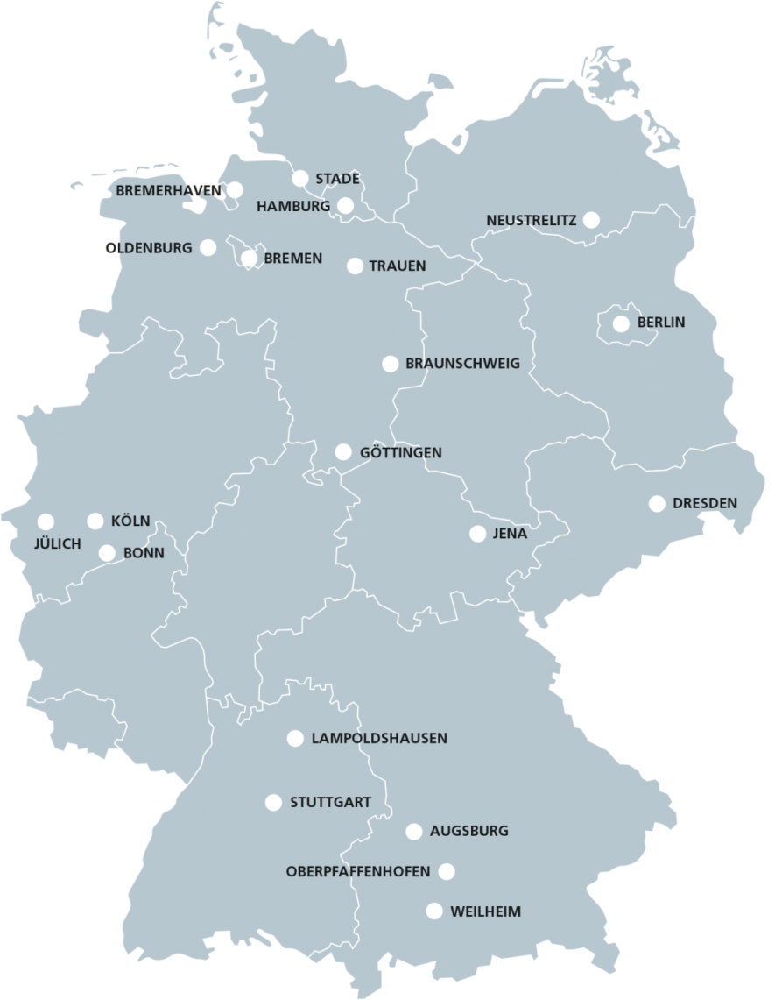 STADE
BREMERHAVEN
HAMBURG
NEUSTRELITZ
OLDENBURG
BREMEN
TRAUEN
BERLIN
BRAUNSCHWEIG
GÖTTINGEN
DRESDEN
KÖLN
JENA
JÜLICH
BONN
LAMPOLDSHAUSEN
STUTTGART
AUGSBURG
OBERPFAFFENHOFEN
WEILHEIM